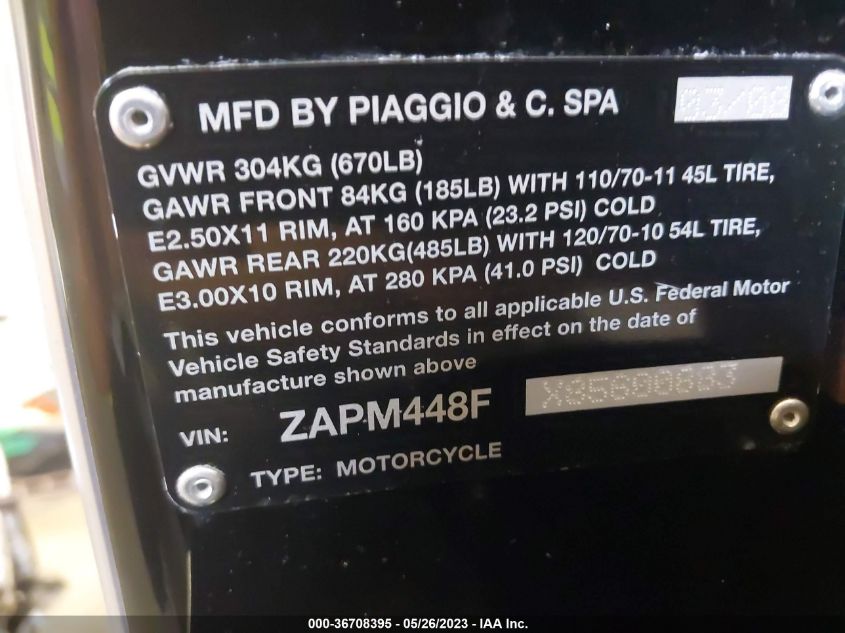 MFD BY PIAGGIO & C. SPA 03/08
GVWR 304KG (670LB)
GAWR FRONT 84KG (185LB) WITH 110/70-11 45L TIRE,
E2.50X11 RIM, AT 160 KPA (23.2 PSI) COLD
GAWR REAR 220KG(485LB) WITH 120/70-10 54L TIRE,
E3.00X10 RIM, AT 280 KPA (41.0 PSI) COLD
This vehicle conforms to all applicable U.S. Federal Motor
Vehicle Safety Standards in effect on the date of
manufacture shown above
VIN: ZAPM448F
TYPE: MOTORCYCLE
000-36708395 - 05/26/2023 - IAA Inc.